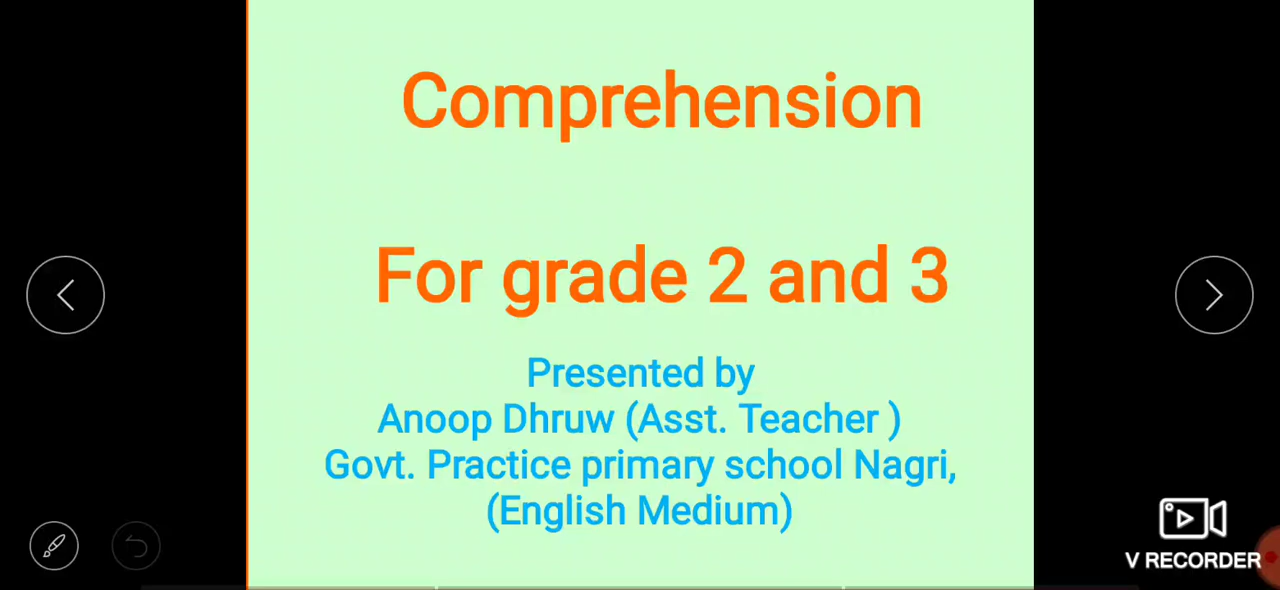 Comprehension
For grade 2 and 3
Presented by
Anoop Dhruw (Asst. Teacher )
Govt. Practice primary school Nagri,
(English Medium)
V RECORDER